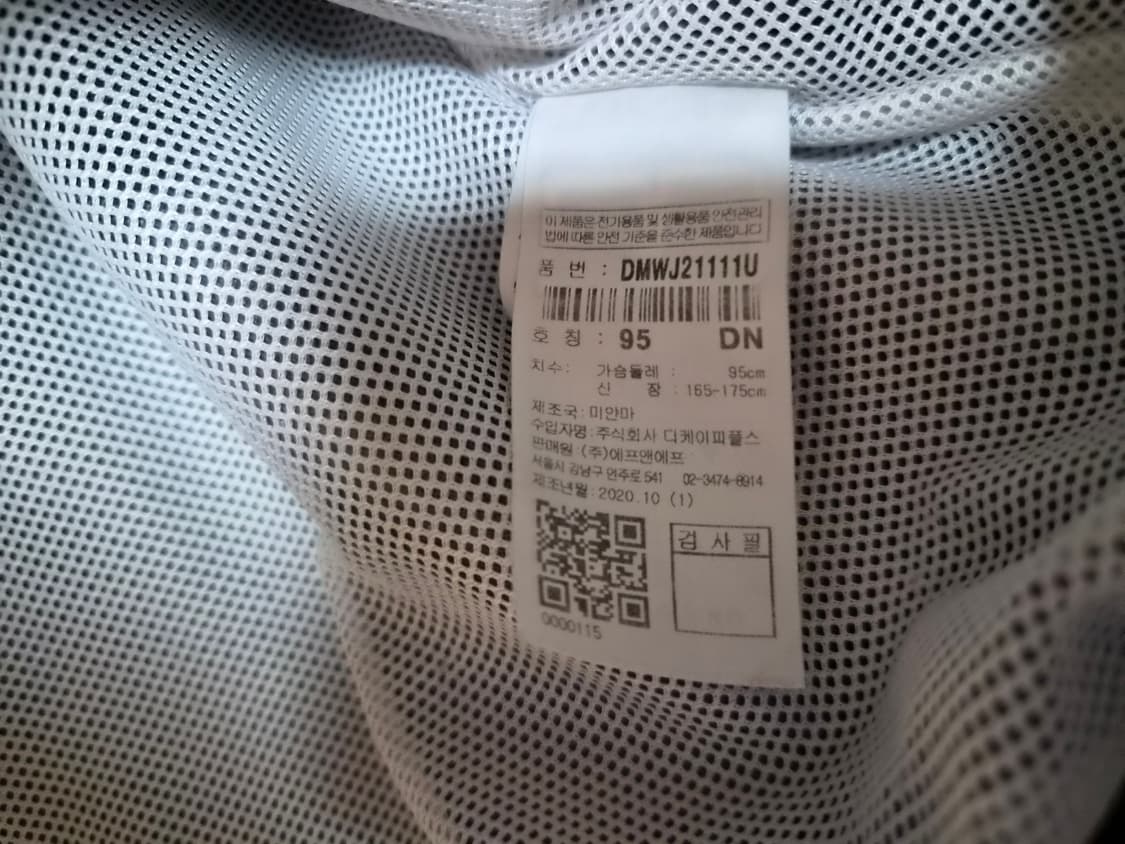 이 제품은 전기용품 및 생활용품 안전관리
법에 따른 안전 기준을 준수한 제품입니다
품 번 : DMWJ21111U
호 칭 : 95 DN
치수: 가슴둘레 : 95cm
신 장 : 165-175cm
제조국: 미얀마
수입자명: 주식회사 디케이피플스
판매원: (주)에프앤에프
서울시 강남구 언주로 541 02-3474-8914
제조년월: 2020.10 (1)
검 사 필
0000115